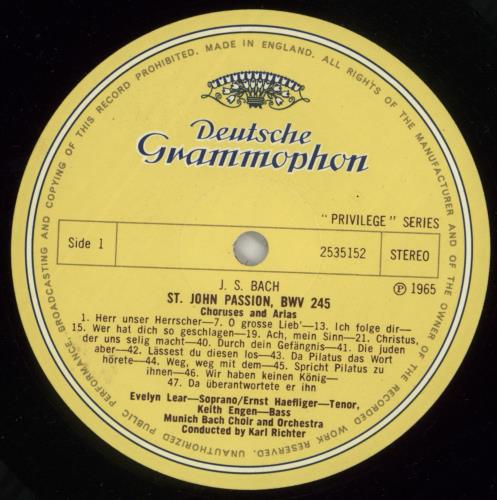 UNAUTHORIZED PUBLIC PERFORMANCE BROADCASTING AND COPYING OF THIS RECORD PROHIBITED. MADE IN ENGLAND. ALL RIGHTS OF THE MANUFACTURER AND OF THE OWNER OF THE RECORDED WORK RESERVED.
Deutsche
Grammophon
"PRIVILEGE" SERIES
Side 1
2535152
STEREO
J. S. BACH
℗ 1965
ST. JOHN PASSION, BWV 245
Choruses and Arias
1. Herr unser Herrscher—7. O grosse Lieb'—13. Ich folge dir—
15. Wer hat dich so geschlagen—19. Ach, mein Sinn—21. Christus,
der uns selig macht—40. Durch dein Gefängnis—41. Die juden
aber—42. Lässest du diesen los—43. Da Pilatus das Wort
hörete—44. Weg, weg mit dem—45. Spricht Pilatus zu
ihnen—46. Wir haben keinen König—
47. Da überantwortete er ihn
Evelyn Lear—Soprano/Ernst Haefliger—Tenor,
Keith Engen—Bass
Munich Bach Choir and Orchestra
Conducted by Karl Richter